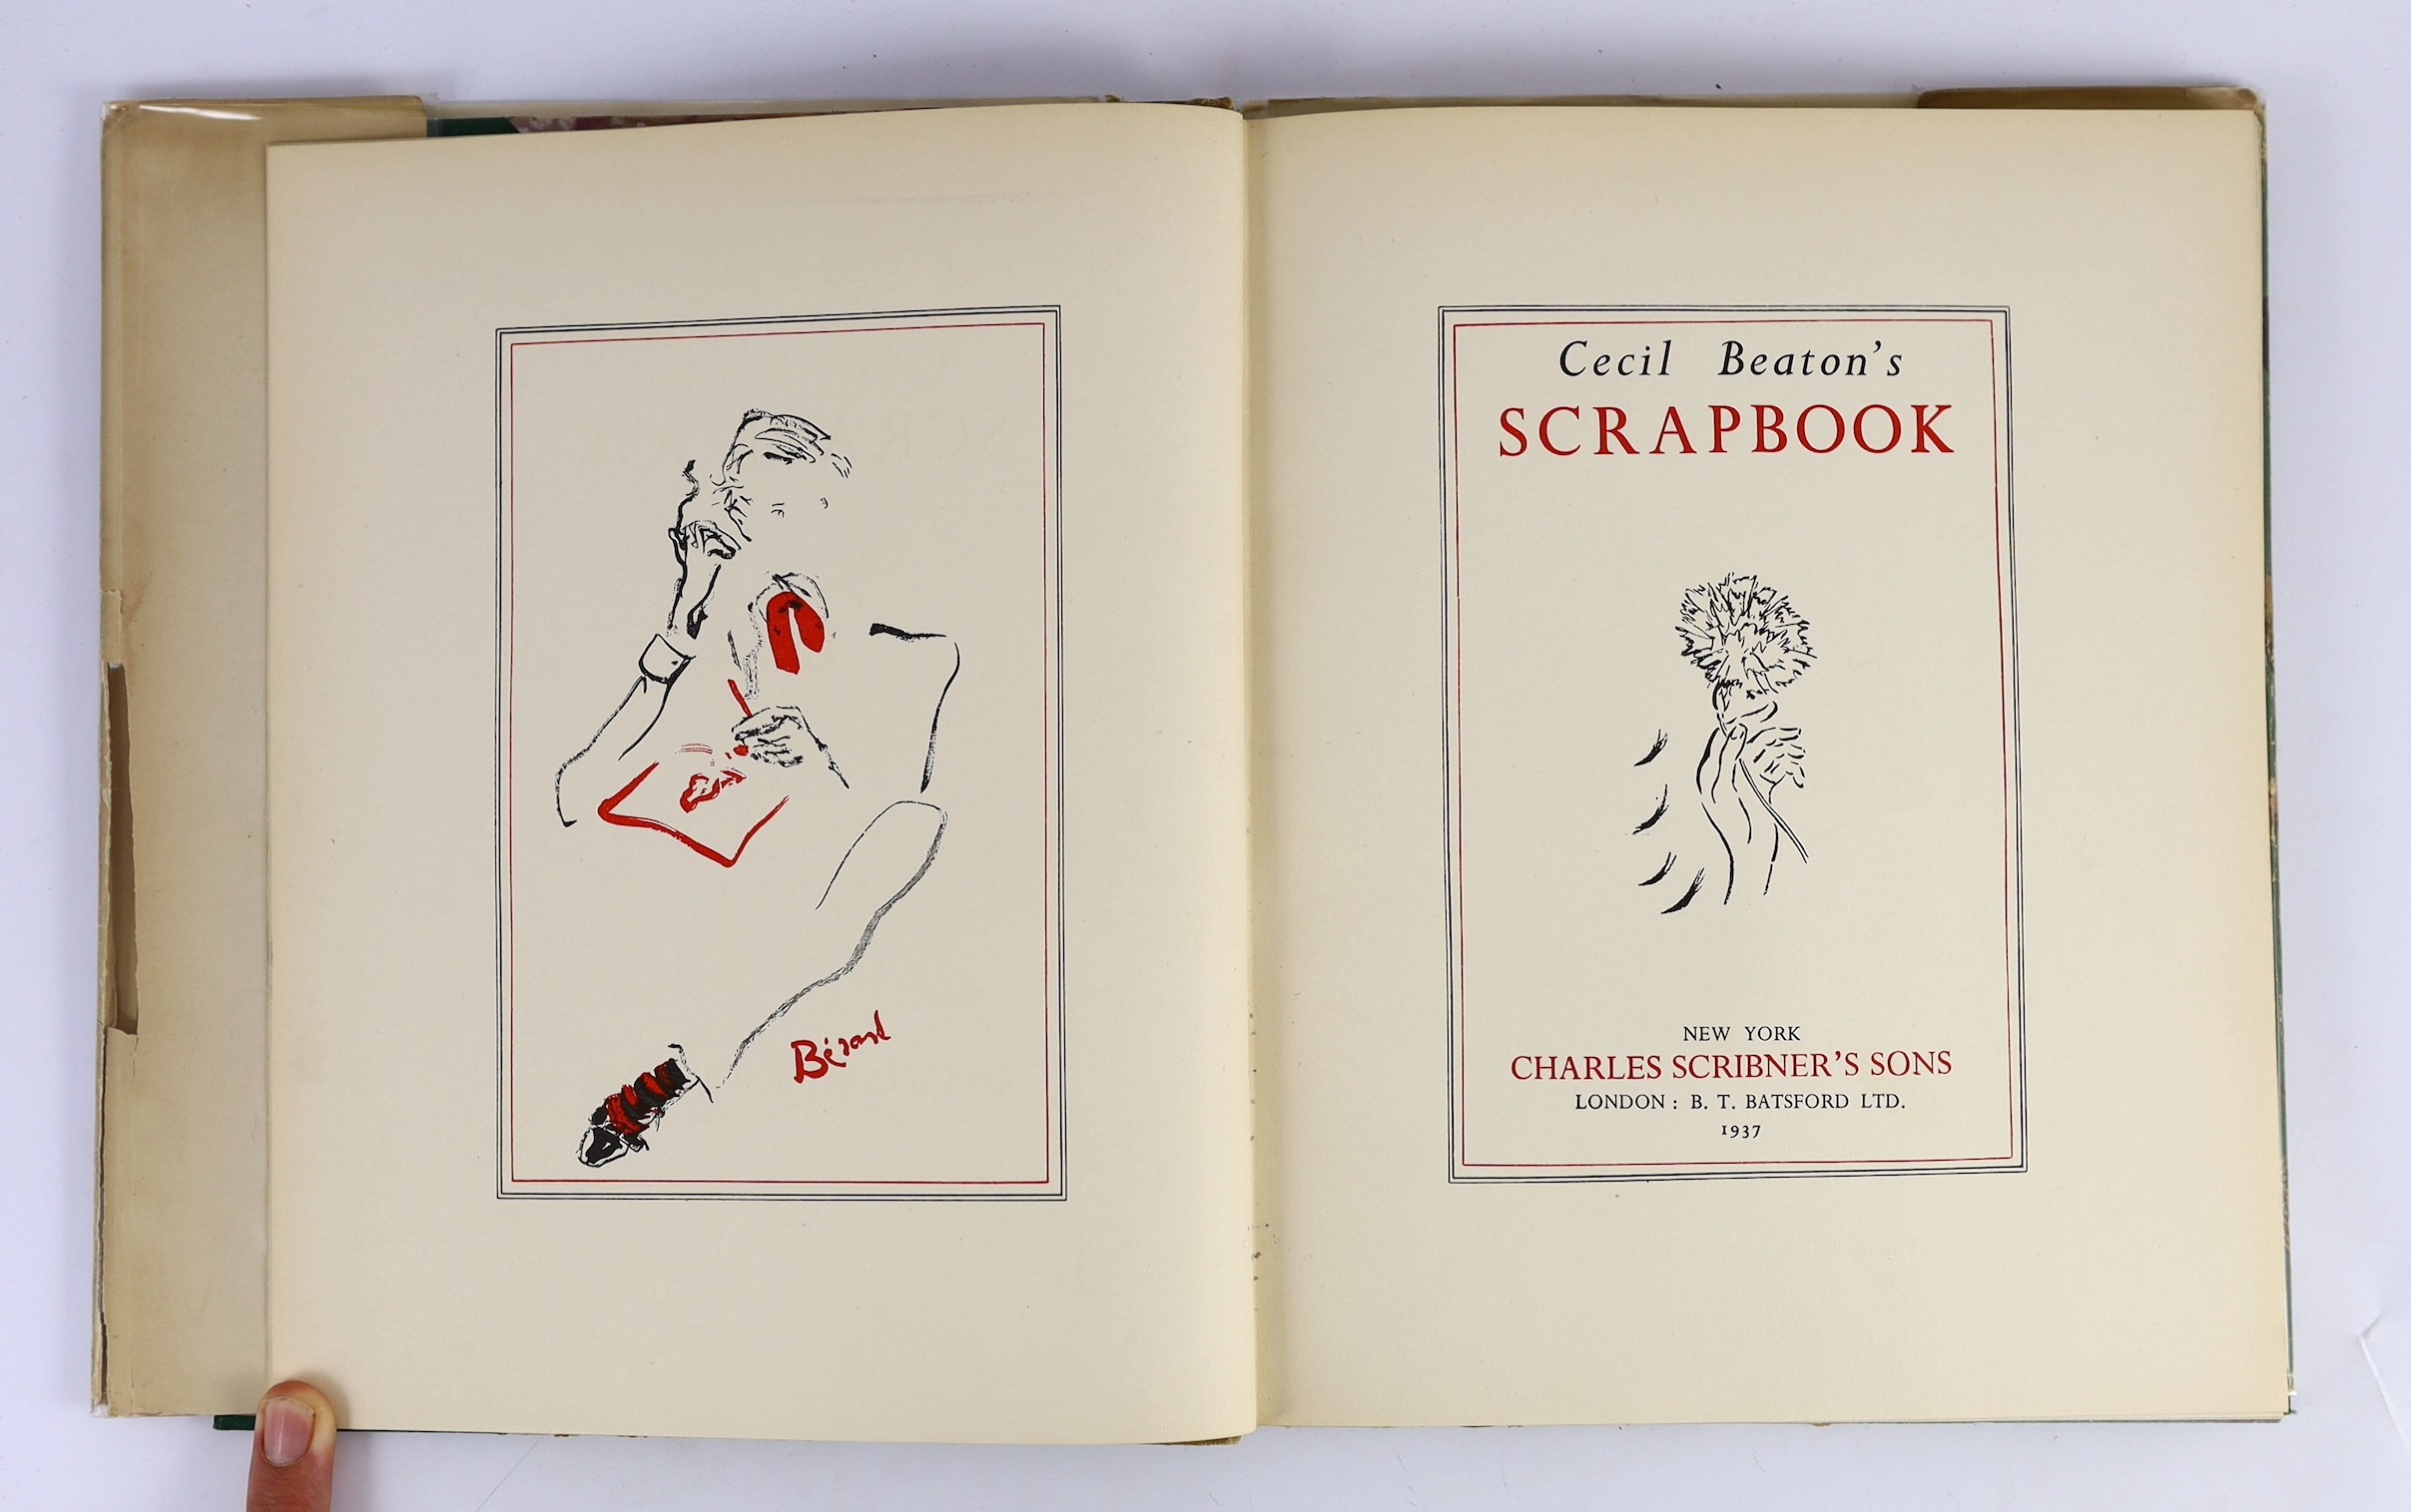 Bérard
Cecil Beaton's
SCRAPBOOK
NEW YORK
CHARLES SCRIBNER'S SONS
LONDON: B. T. BATSFORD LTD.
1937